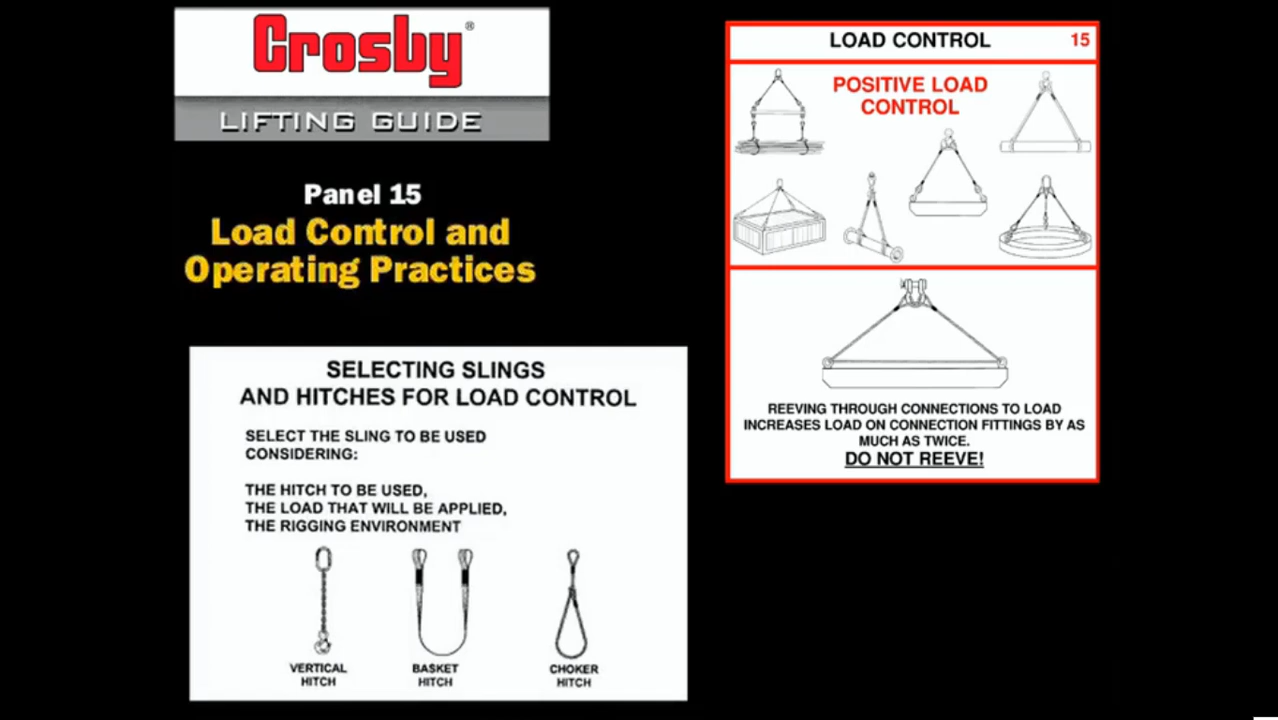 Crosby®
LIFTING GUIDE
Panel 15
Load Control and
Operating Practices
SELECTING SLINGS
AND HITCHES FOR LOAD CONTROL
SELECT THE SLING TO BE USED
CONSIDERING:
THE HITCH TO BE USED,
THE LOAD THAT WILL BE APPLIED,
THE RIGGING ENVIRONMENT
VERTICAL
HITCH
BASKET
HITCH
CHOKER
HITCH
LOAD CONTROL 15
POSITIVE LOAD
CONTROL
REEVING THROUGH CONNECTIONS TO LOAD
INCREASES LOAD ON CONNECTION FITTINGS BY AS
MUCH AS TWICE.
DO NOT REEVE!